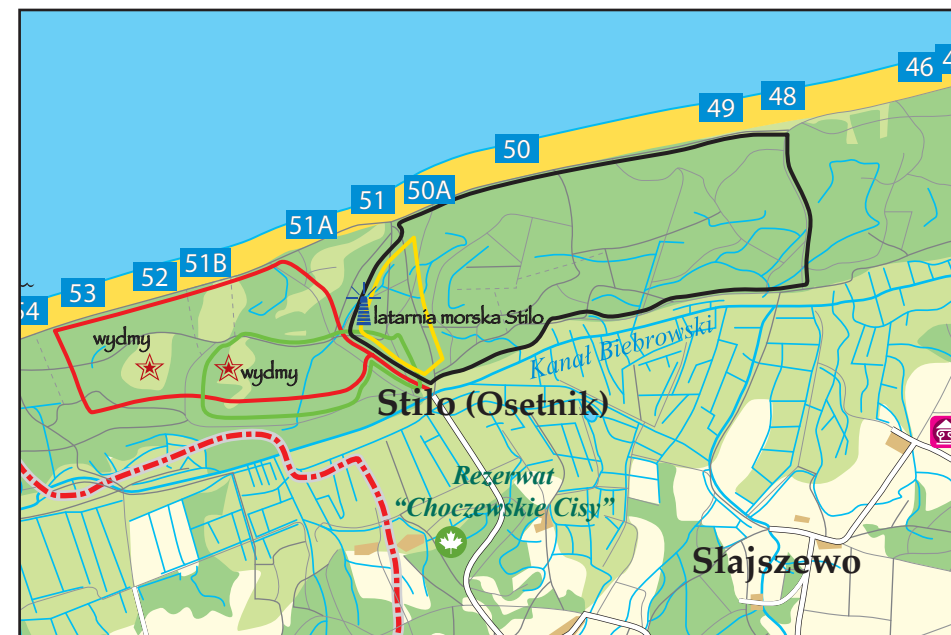 46
4
48
49
50
50A
51
51A
51B
52
53
54
latarnia morska Stilo
wydmy
wydmy
Kanał Biebrowski
Stilo (Osetnik)
Rezerwat
“Choczewskie Cisy”
Słajszewo